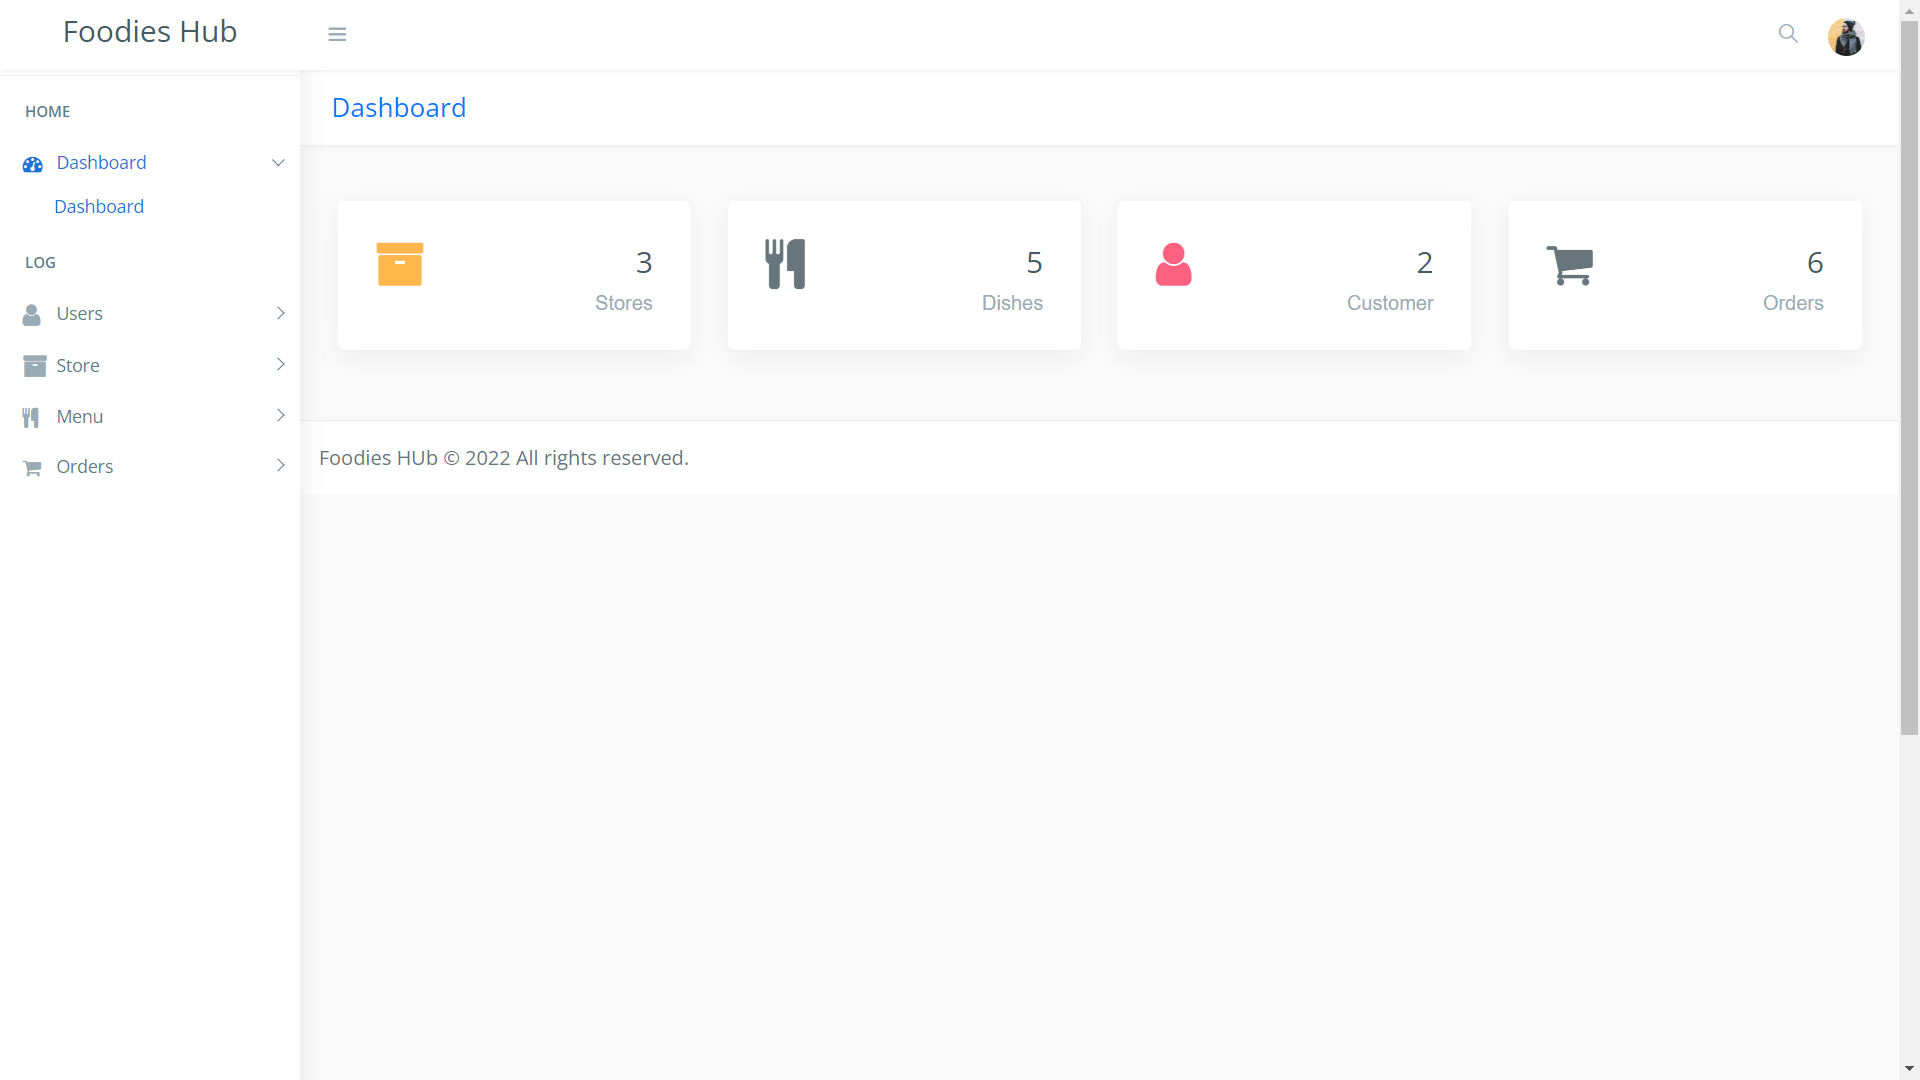 Foodies Hub
HOME
Dashboard
Dashboard
LOG
Users
Store
Menu
Orders
Dashboard
3
Stores
5
Dishes
2
Customer
6
Orders
Foodies HUb © 2022 All rights reserved.